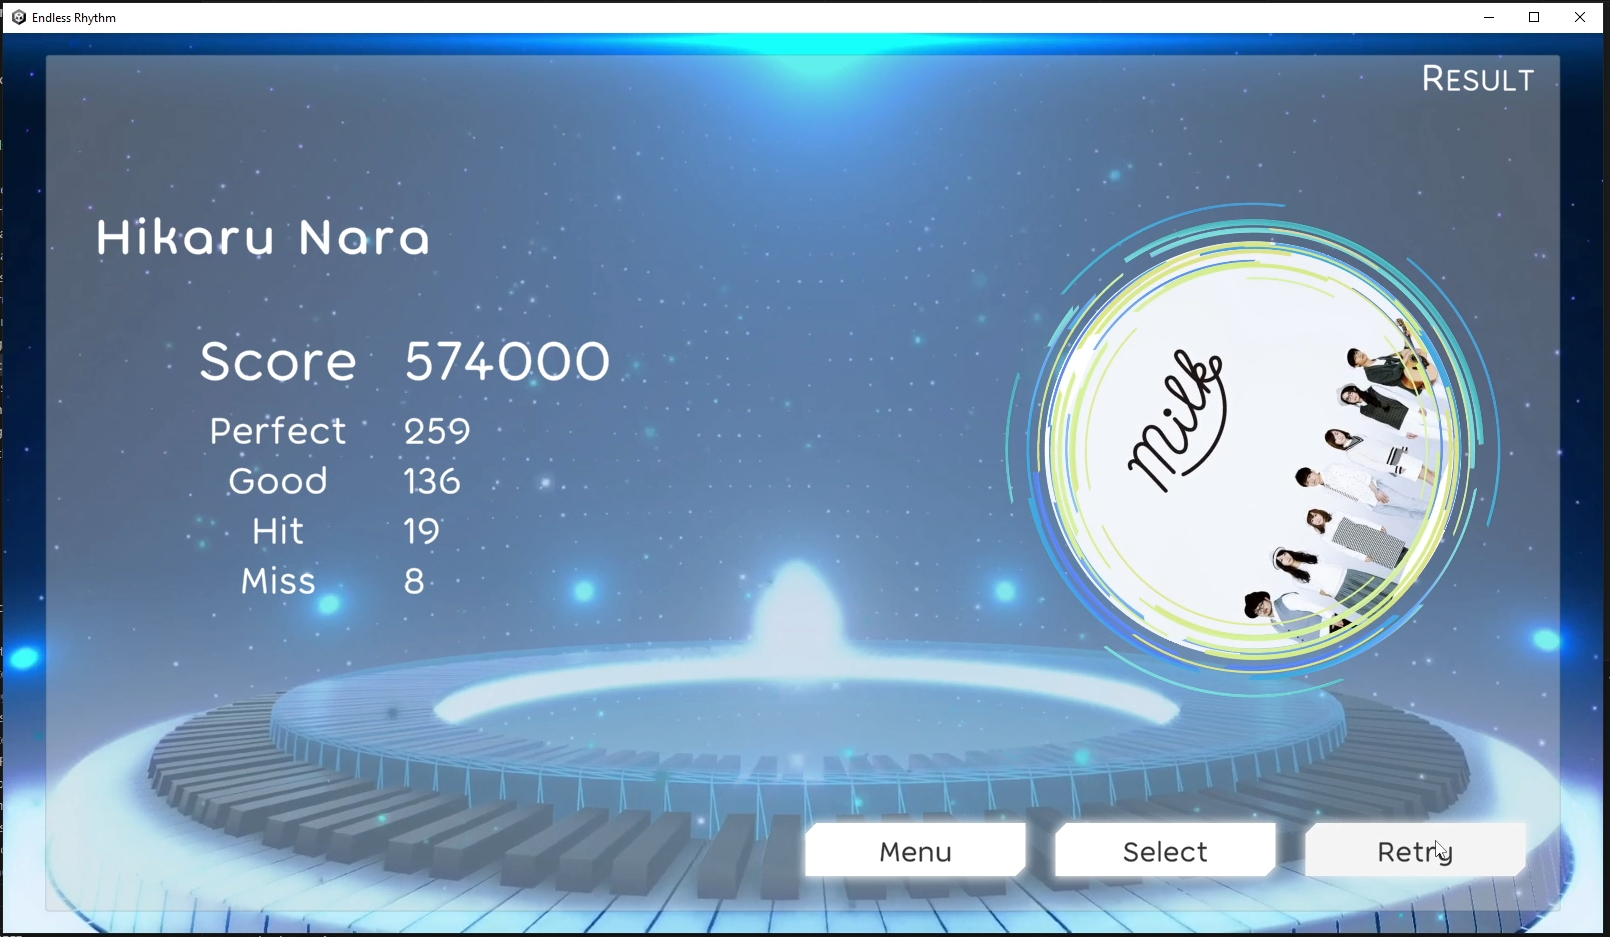 Endless Rhythm
RESULT
Hikaru Nara
Score 574000
Perfect 259
Good 136
Hit 19
Miss 8
milk
Menu
Select
Retry